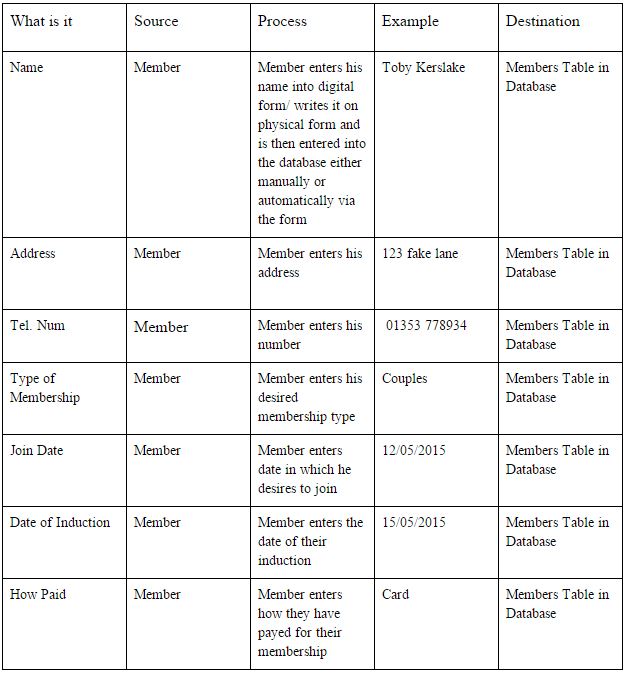 What is it Source Process Example Destination
Name Member Member enters his Toby Kerslake Members Table in
name into digital Database
form/ writes it on
physical form and
is then entered into
the database either
manually or
automatically via
the form
Address Member Member enters his 123 fake lane Members Table in
address Database
Tel. Num Member Member enters his 01353 778934 Members Table in
number Database
Type of Member Member enters his Couples Members Table in
Membership desired Database
membership type
Join Date Member Member enters 12/05/2015 Members Table in
date in which he Database
desires to join
Date of Induction Member Member enters the 15/05/2015 Members Table in
date of their Database
induction
How Paid Member Member enters Card Members Table in
how they have Database
payed for their
membership